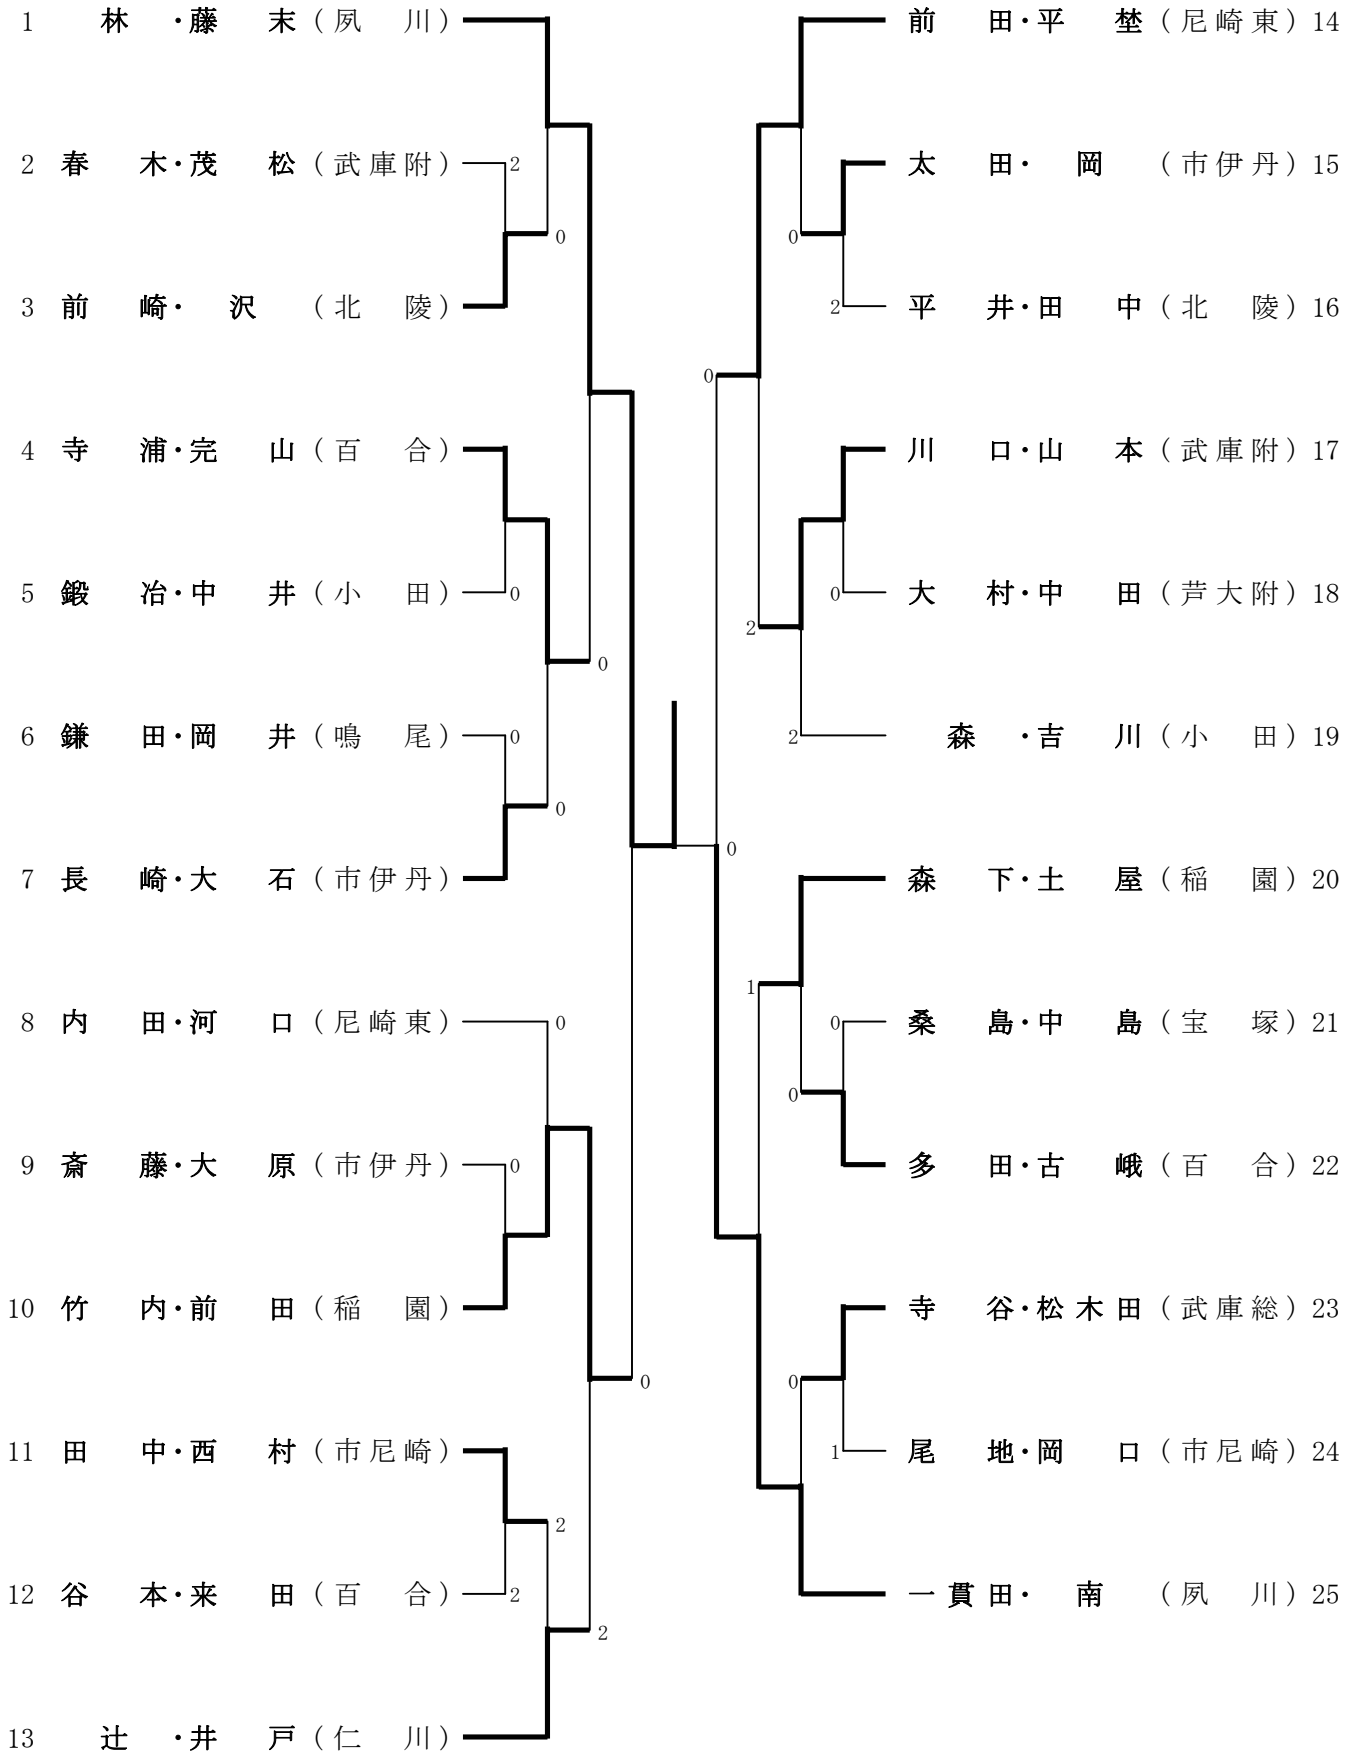 1 林・藤末（夙川）
2 春木・茂松（武庫附） 2
0
3 前崎・沢（北陵）
4 寺浦・完山（百合）
5 鍛冶・中井（小田） 0
0
6 鎌田・岡井（鳴尾） 0
0
7 長崎・大石（市伊丹）
8 内田・河口（尼崎東） 0
9 斎藤・大原（市伊丹） 0
10 竹内・前田（稲園）
0
11 田中・西村（市尼崎）
2
12 谷本・来田（百合） 2
2
13 辻・井戸（仁川）
前田・平埜（尼崎東）14
太田・岡（市伊丹）15
0
2 平井・田中（北陵）16
0
川口・山本（武庫附）17
0 大村・中田（芦大附）18
2
2 森・吉川（小田）19
0
森下・土屋（稲園）20
1
0 桑島・中島（宝塚）21
0
多田・古峨（百合）22
寺谷・松木田（武庫総）23
0
1 尾地・岡口（市尼崎）24
一貫田・南（夙川）25